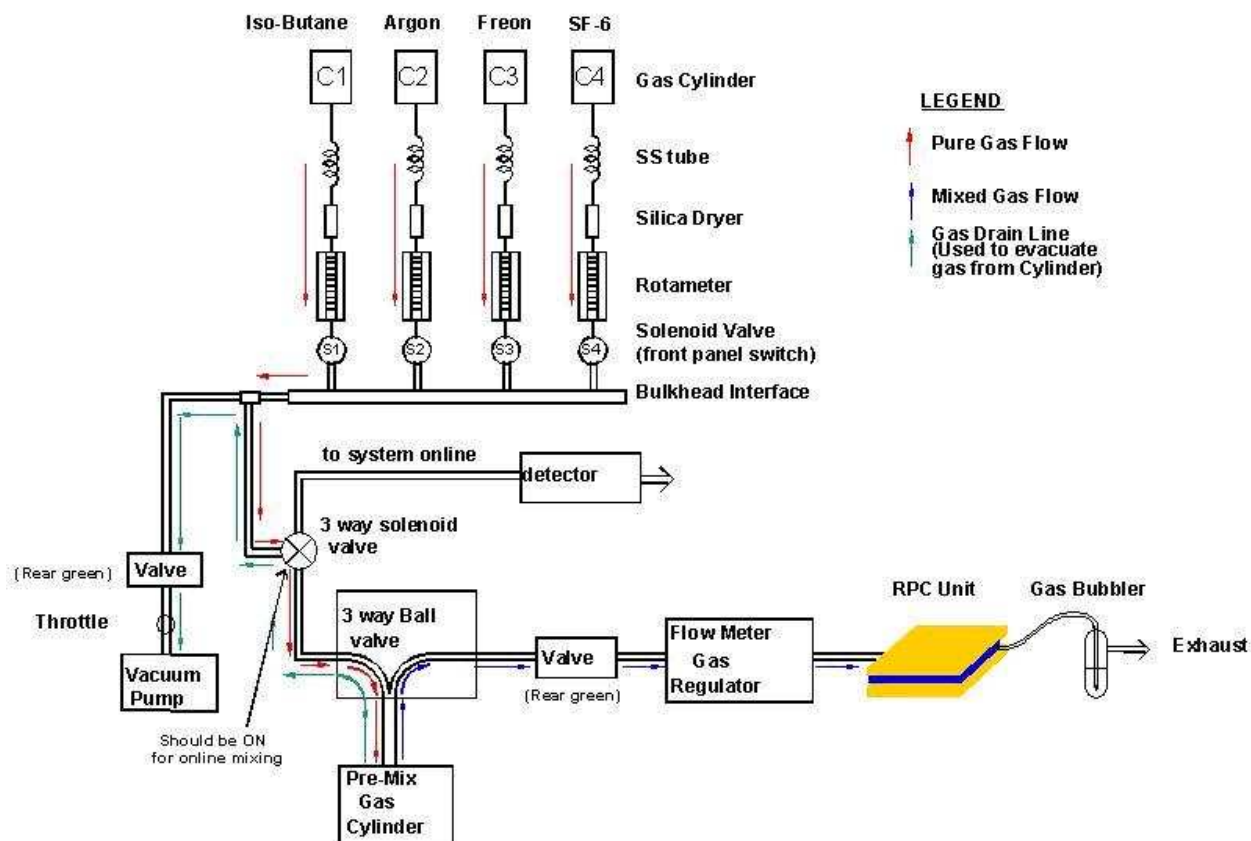 Iso-Butane Argon Freon SF-6
C1 C2 C3 C4
Gas Cylinder
LEGEND
Pure Gas Flow
SS tube
Mixed Gas Flow
Silica Dryer
Gas Drain Line
(Used to evacuate
gas from Cylinder)
Rotameter
Solenoid Valve
(front panel switch)
S1 S2 S3 S4
Bulkhead Interface
to system online
detector
3 way solenoid
valve
(Rear green)
Valve
Throttle
Vacuum
Pump
Should be ON
for online mixing
3 way Ball
valve
Valve
(Rear green)
Flow Meter
Gas
Regulator
RPC Unit
Gas Bubbler
Exhaust
Pre-Mix
Gas
Cylinder